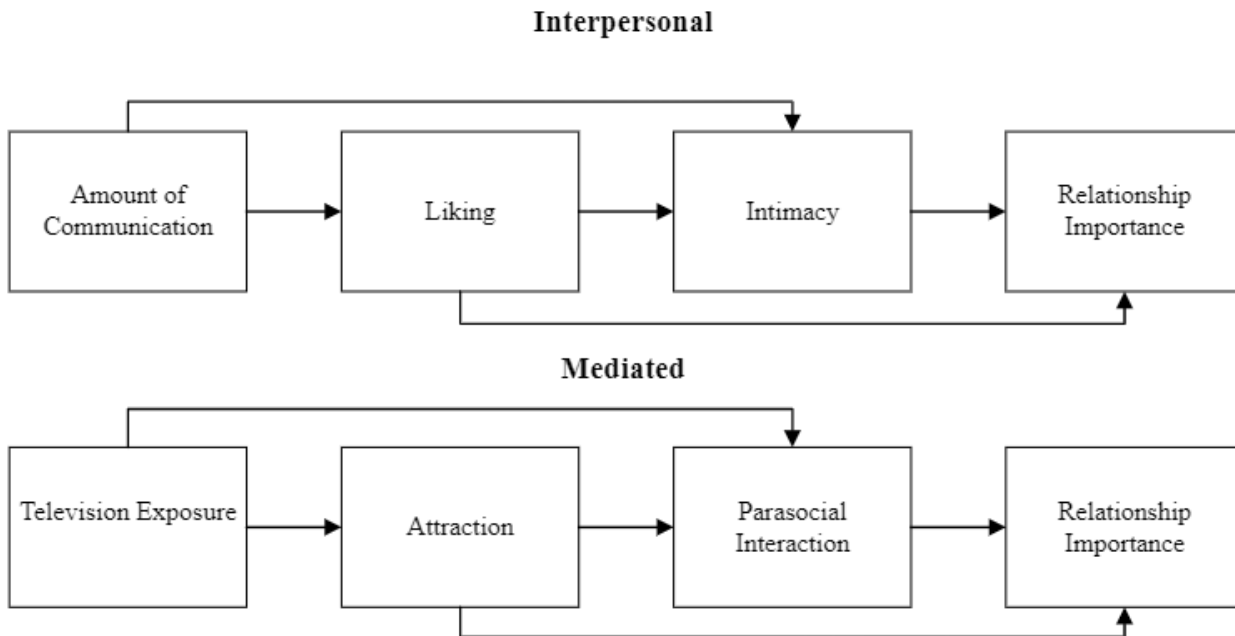 Interpersonal
Amount of
Communication
Liking
Intimacy
Relationship
Importance
Mediated
Television Exposure
Attraction
Parasocial
Interaction
Relationship
Importance